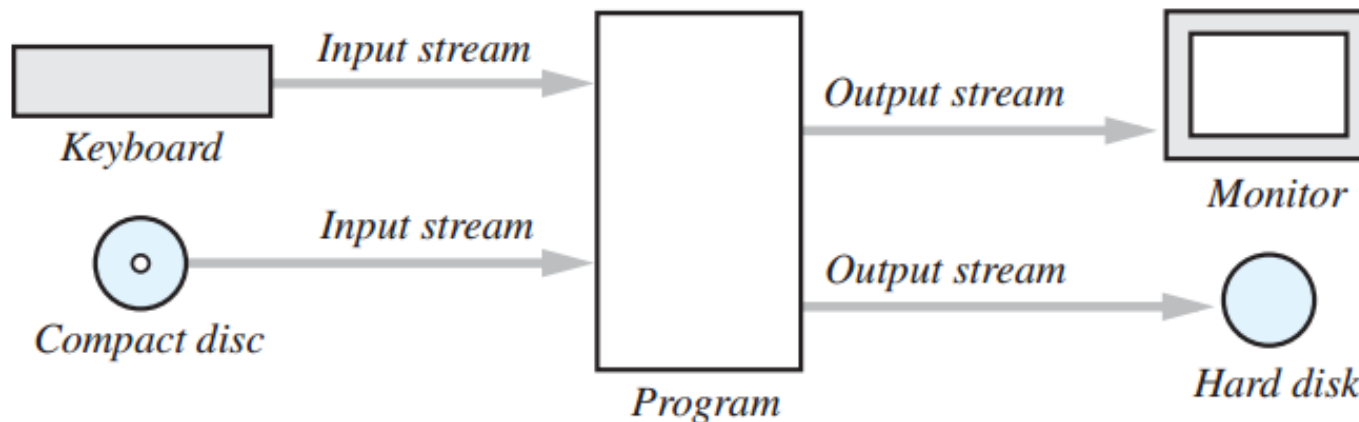 Input stream
Keyboard
Input stream
Compact disc
Program
Output stream
Monitor
Output stream
Hard disk